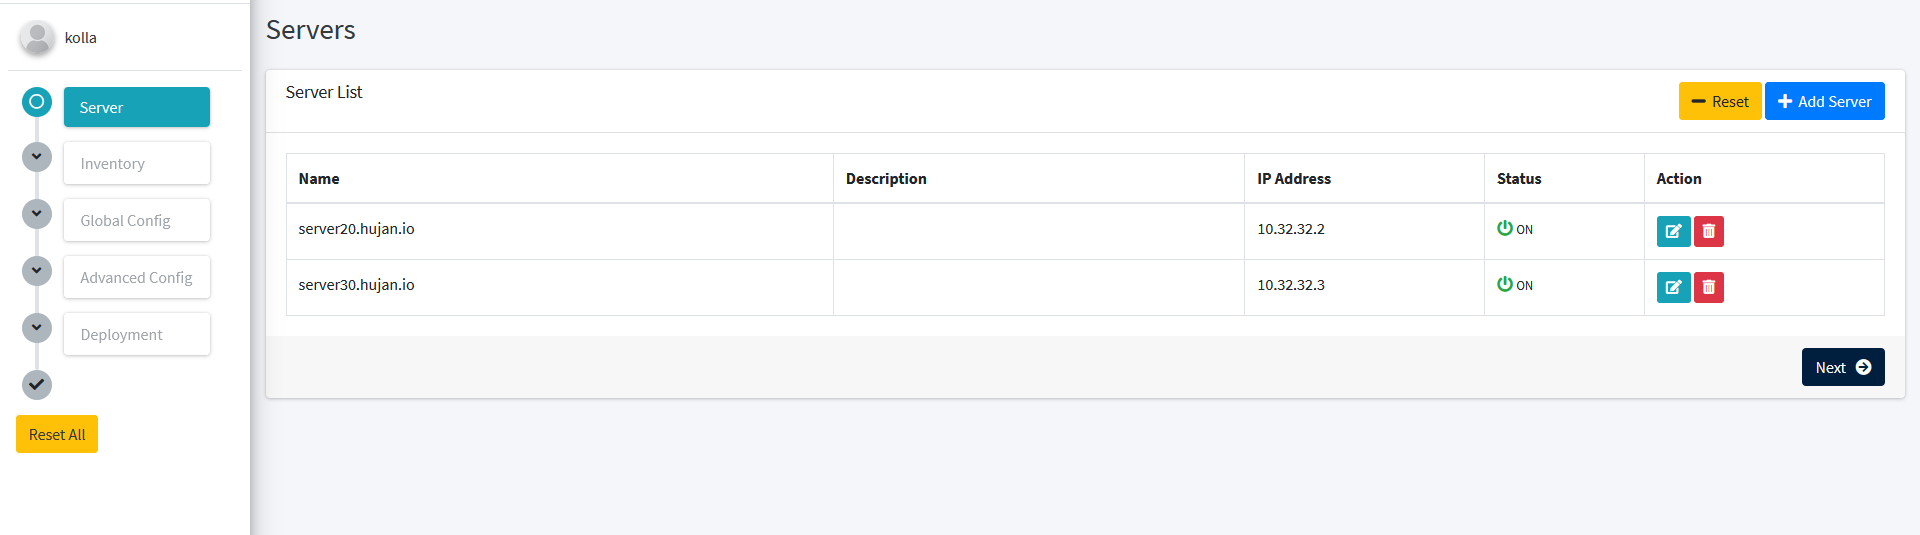 kolla
Server
Inventory
Global Config
Advanced Config
Deployment
Reset All
Servers
Server List
Reset
Add Server
Name Description IP Address Status Action
server20.hujan.io 10.32.32.2 ON
server30.hujan.io 10.32.32.3 ON
Next